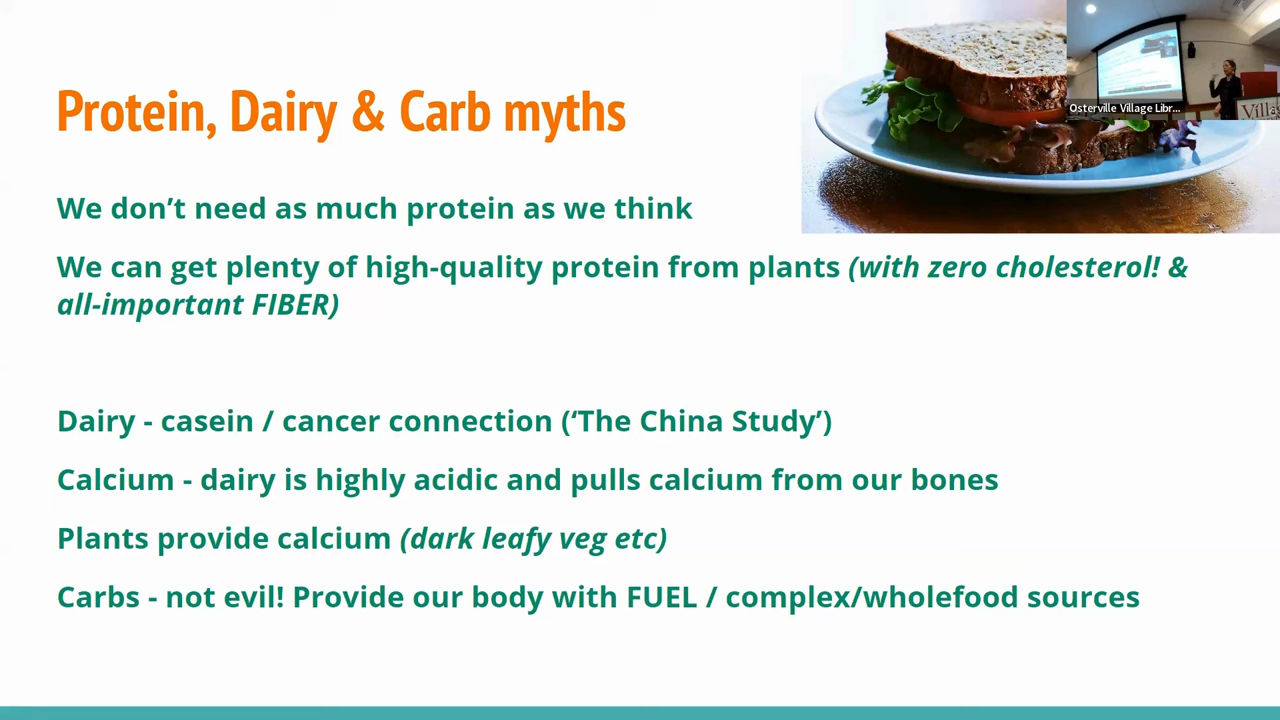 Protein, Dairy & Carb myths
Osterville Village Libr...
Villag
We don’t need as much protein as we think
We can get plenty of high-quality protein from plants (with zero cholesterol! &
all-important FIBER)
Dairy - casein / cancer connection (‘The China Study’)
Calcium - dairy is highly acidic and pulls calcium from our bones
Plants provide calcium (dark leafy veg etc)
Carbs - not evil! Provide our body with FUEL / complex/wholefood sources